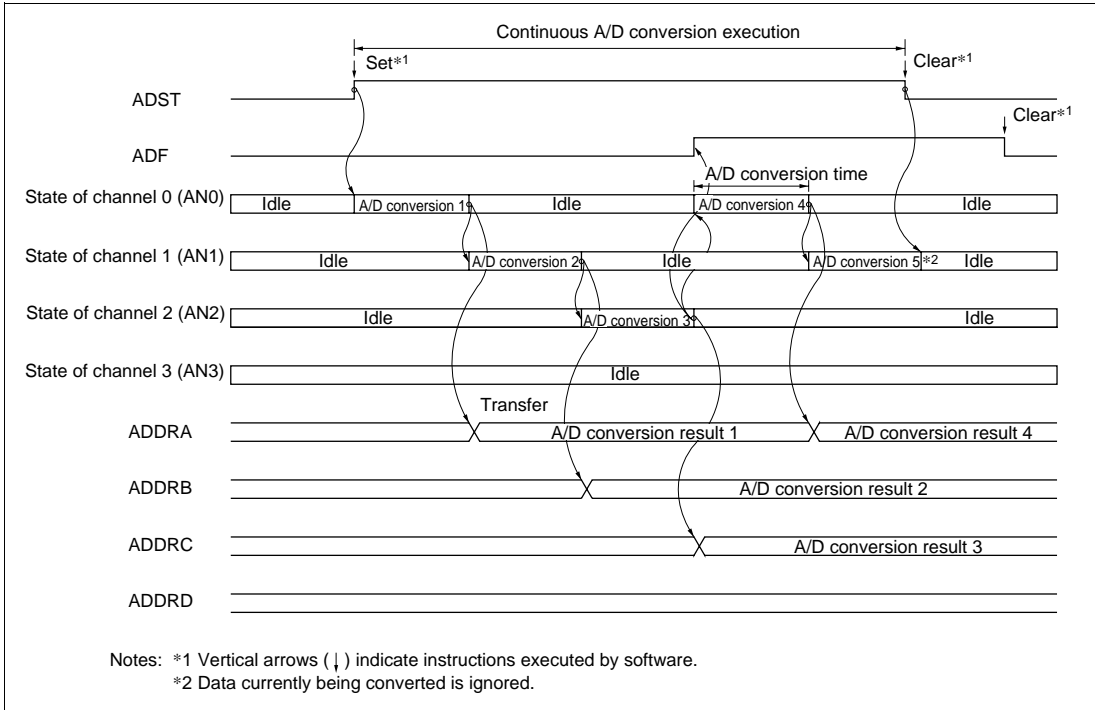 Continuous A/D conversion execution
Set*1
Clear*1
ADST
Clear*1
ADF
A/D conversion time
State of channel 0 (AN0) Idle A/D conversion 1 Idle A/D conversion 4 Idle
State of channel 1 (AN1) Idle A/D conversion 2 Idle A/D conversion 5 *2 Idle
State of channel 2 (AN2) Idle A/D conversion 3 Idle
State of channel 3 (AN3) Idle
Transfer
ADDRA A/D conversion result 1 A/D conversion result 4
ADDRB A/D conversion result 2
ADDRC A/D conversion result 3
ADDRD
Notes: *1 Vertical arrows (↓) indicate instructions executed by software.
*2 Data currently being converted is ignored.